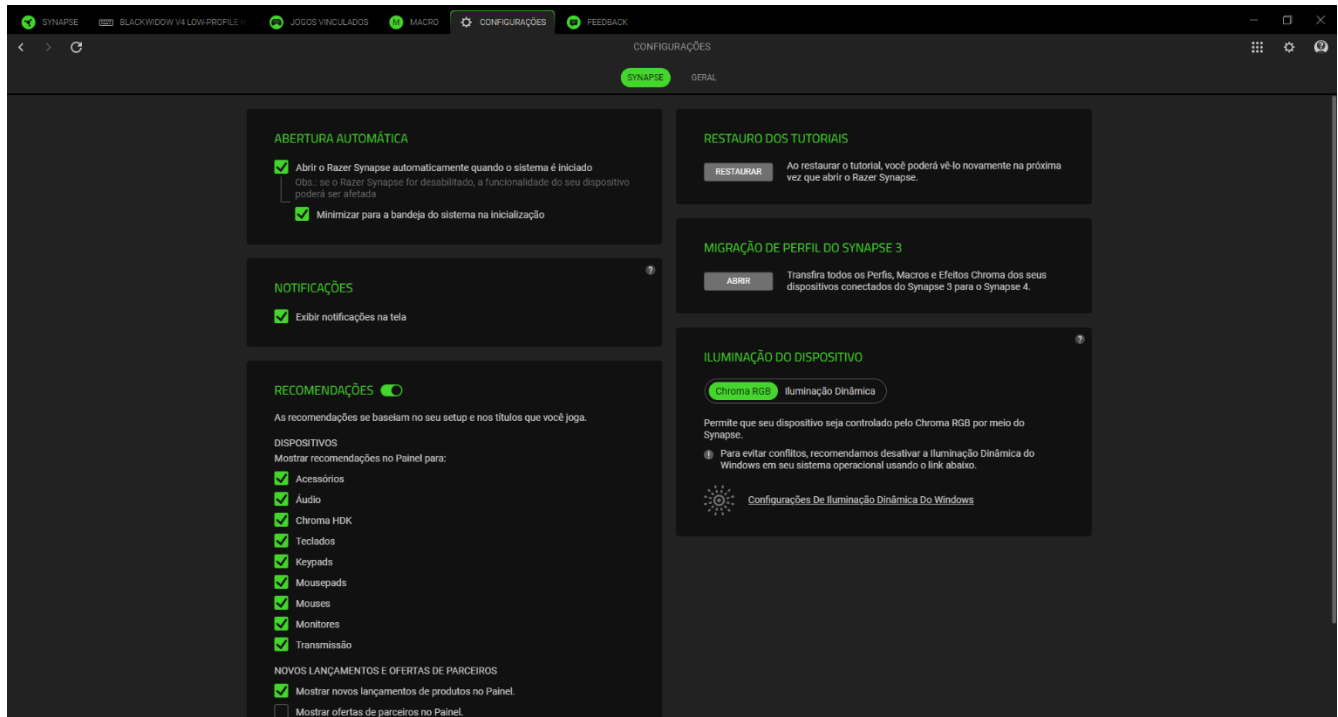 SYNAPSE
BLACKWIDOW V4 LOW-PROFILE
JOGOS VINCULADOS
M
MACRO
CONFIGURAÇÕES
FEEDBACK
CONFIGURAÇÕES
SYNAPSE
GERAL
ABERTURA AUTOMÁTICA
Abrir o Razer Synapse automaticamente quando o sistema é iniciado
Obs.: se o Razer Synapse for desabilitado, a funcionalidade do seu dispositivo
poderá ser afetada
Minimizar para a bandeja do sistema na inicialização
NOTIFICAÇÕES
?
Exibir notificações na tela
RECOMENDAÇÕES
As recomendações se baseiam no seu setup e nos títulos que você joga.
DISPOSITIVOS
Mostrar recomendações no Painel para:
Acessórios
Áudio
Chroma HDK
Teclados
Keypads
Mousepads
Mouses
Monitores
Transmissão
NOVOS LANÇAMENTOS E OFERTAS DE PARCEIROS
Mostrar novos lançamentos de produtos no Painel.
Mostrar ofertas de parceiros no Painel.
RESTAURO DOS TUTORIAIS
RESTAURAR
Ao restaurar o tutorial, você poderá vê-lo novamente na próxima
vez que abrir o Razer Synapse.
MIGRAÇÃO DE PERFIL DO SYNAPSE 3
ABRIR
Transfira todos os Perfis, Macros e Efeitos Chroma dos seus
dispositivos conectados do Synapse 3 para o Synapse 4.
?
ILUMINAÇÃO DO DISPOSITIVO
Chroma RGB
Iluminação Dinâmica
Permite que seu dispositivo seja controlado pelo Chroma RGB por meio do
Synapse.
Para evitar conflitos, recomendamos desativar a Iluminação Dinâmica do
Windows em seu sistema operacional usando o link abaixo.
Configurações De Iluminação Dinâmica Do Windows